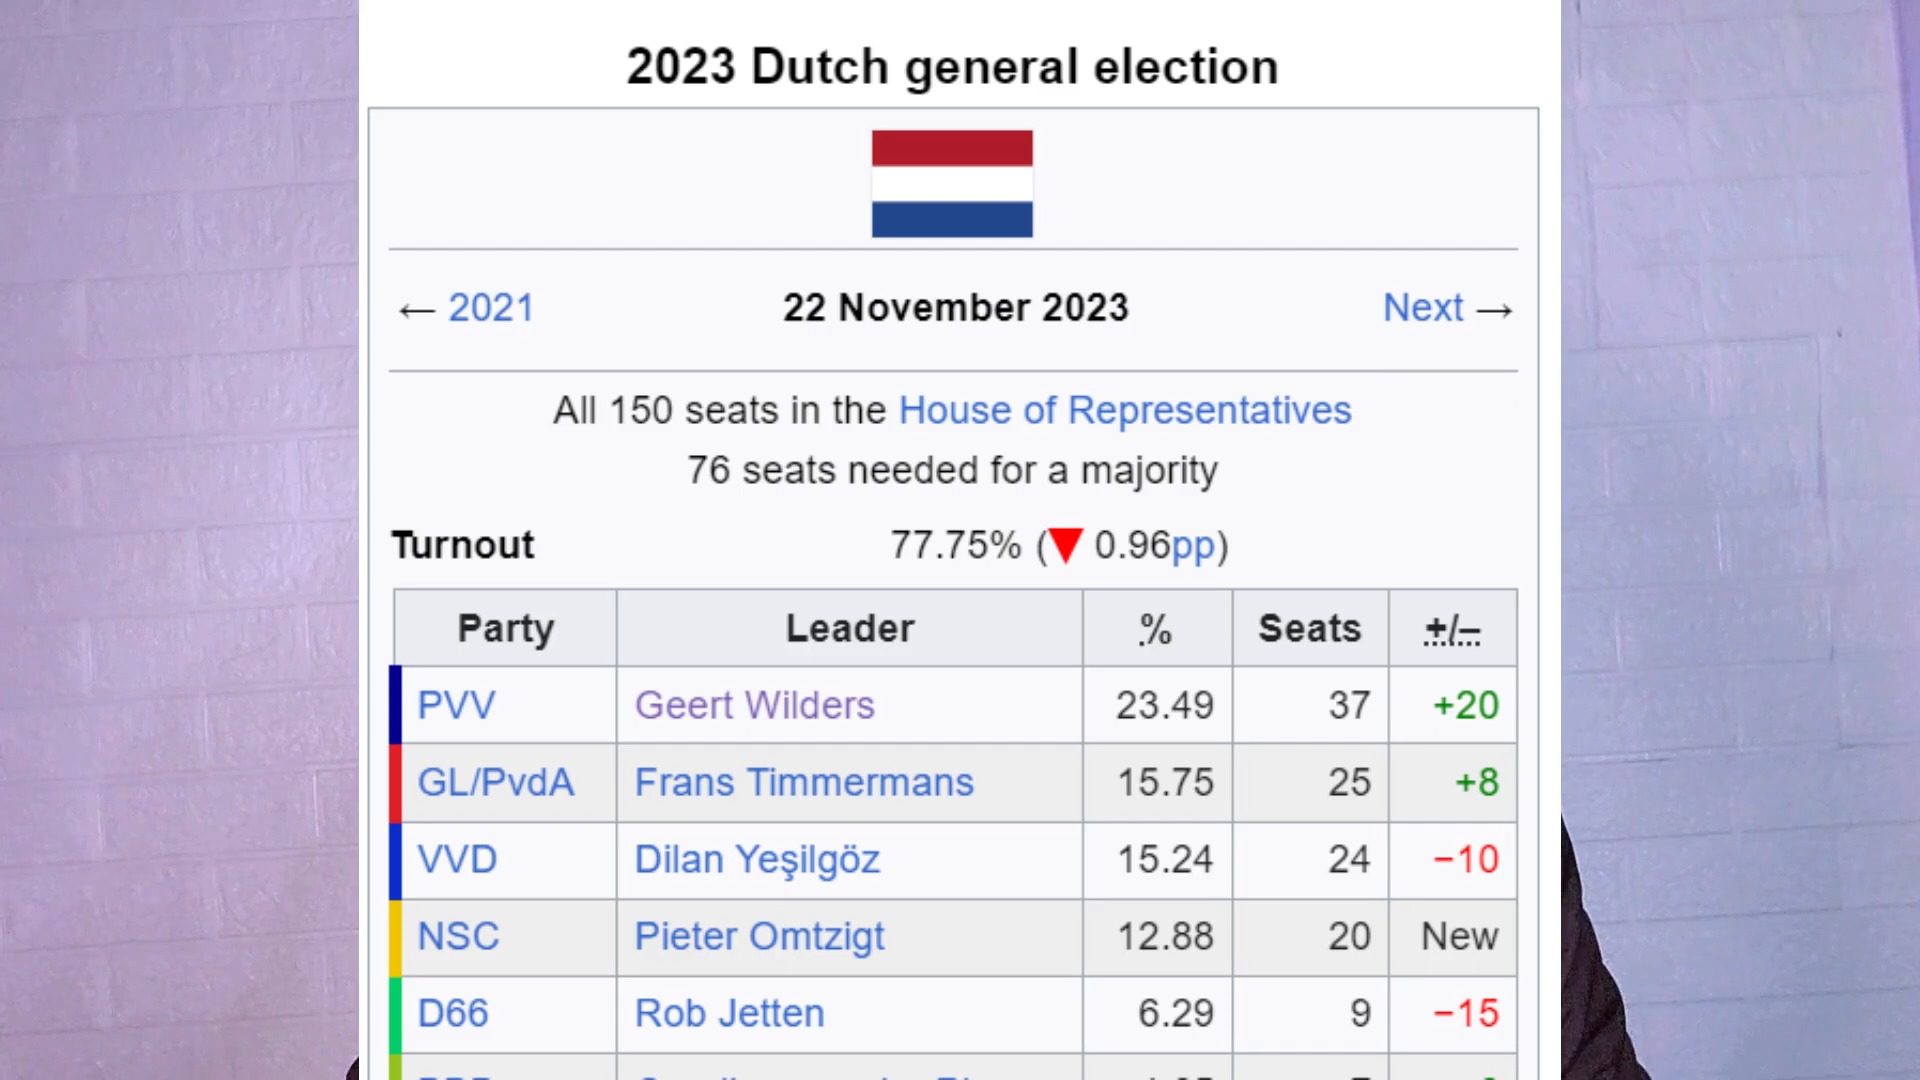 2023 Dutch general election
← 2021 22 November 2023 Next →
All 150 seats in the House of Representatives
76 seats needed for a majority
Turnout 77.75% (▼ 0.96pp)
Party Leader % Seats +/–
PVV Geert Wilders 23.49 37 +20
GL/PvdA Frans Timmermans 15.75 25 +8
VVD Dilan Yeşilgöz 15.24 24 −10
NSC Pieter Omtzigt 12.88 20 New
D66 Rob Jetten 6.29 9 −15